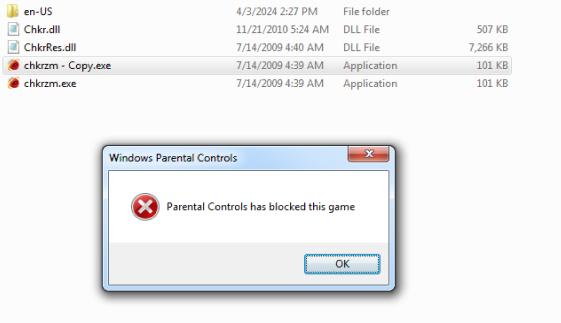 en-US 4/3/2024 2:27 PM File folder
Chkr.dll 11/21/2010 5:24 AM DLL File 507 KB
ChkrRes.dll 7/14/2009 4:40 AM DLL File 7,266 KB
chkrzm - Copy.exe 7/14/2009 4:39 AM Application 101 KB
chkrzm.exe 7/14/2009 4:39 AM Application 101 KB
Windows Parental Controls
Parental Controls has blocked this game
OK